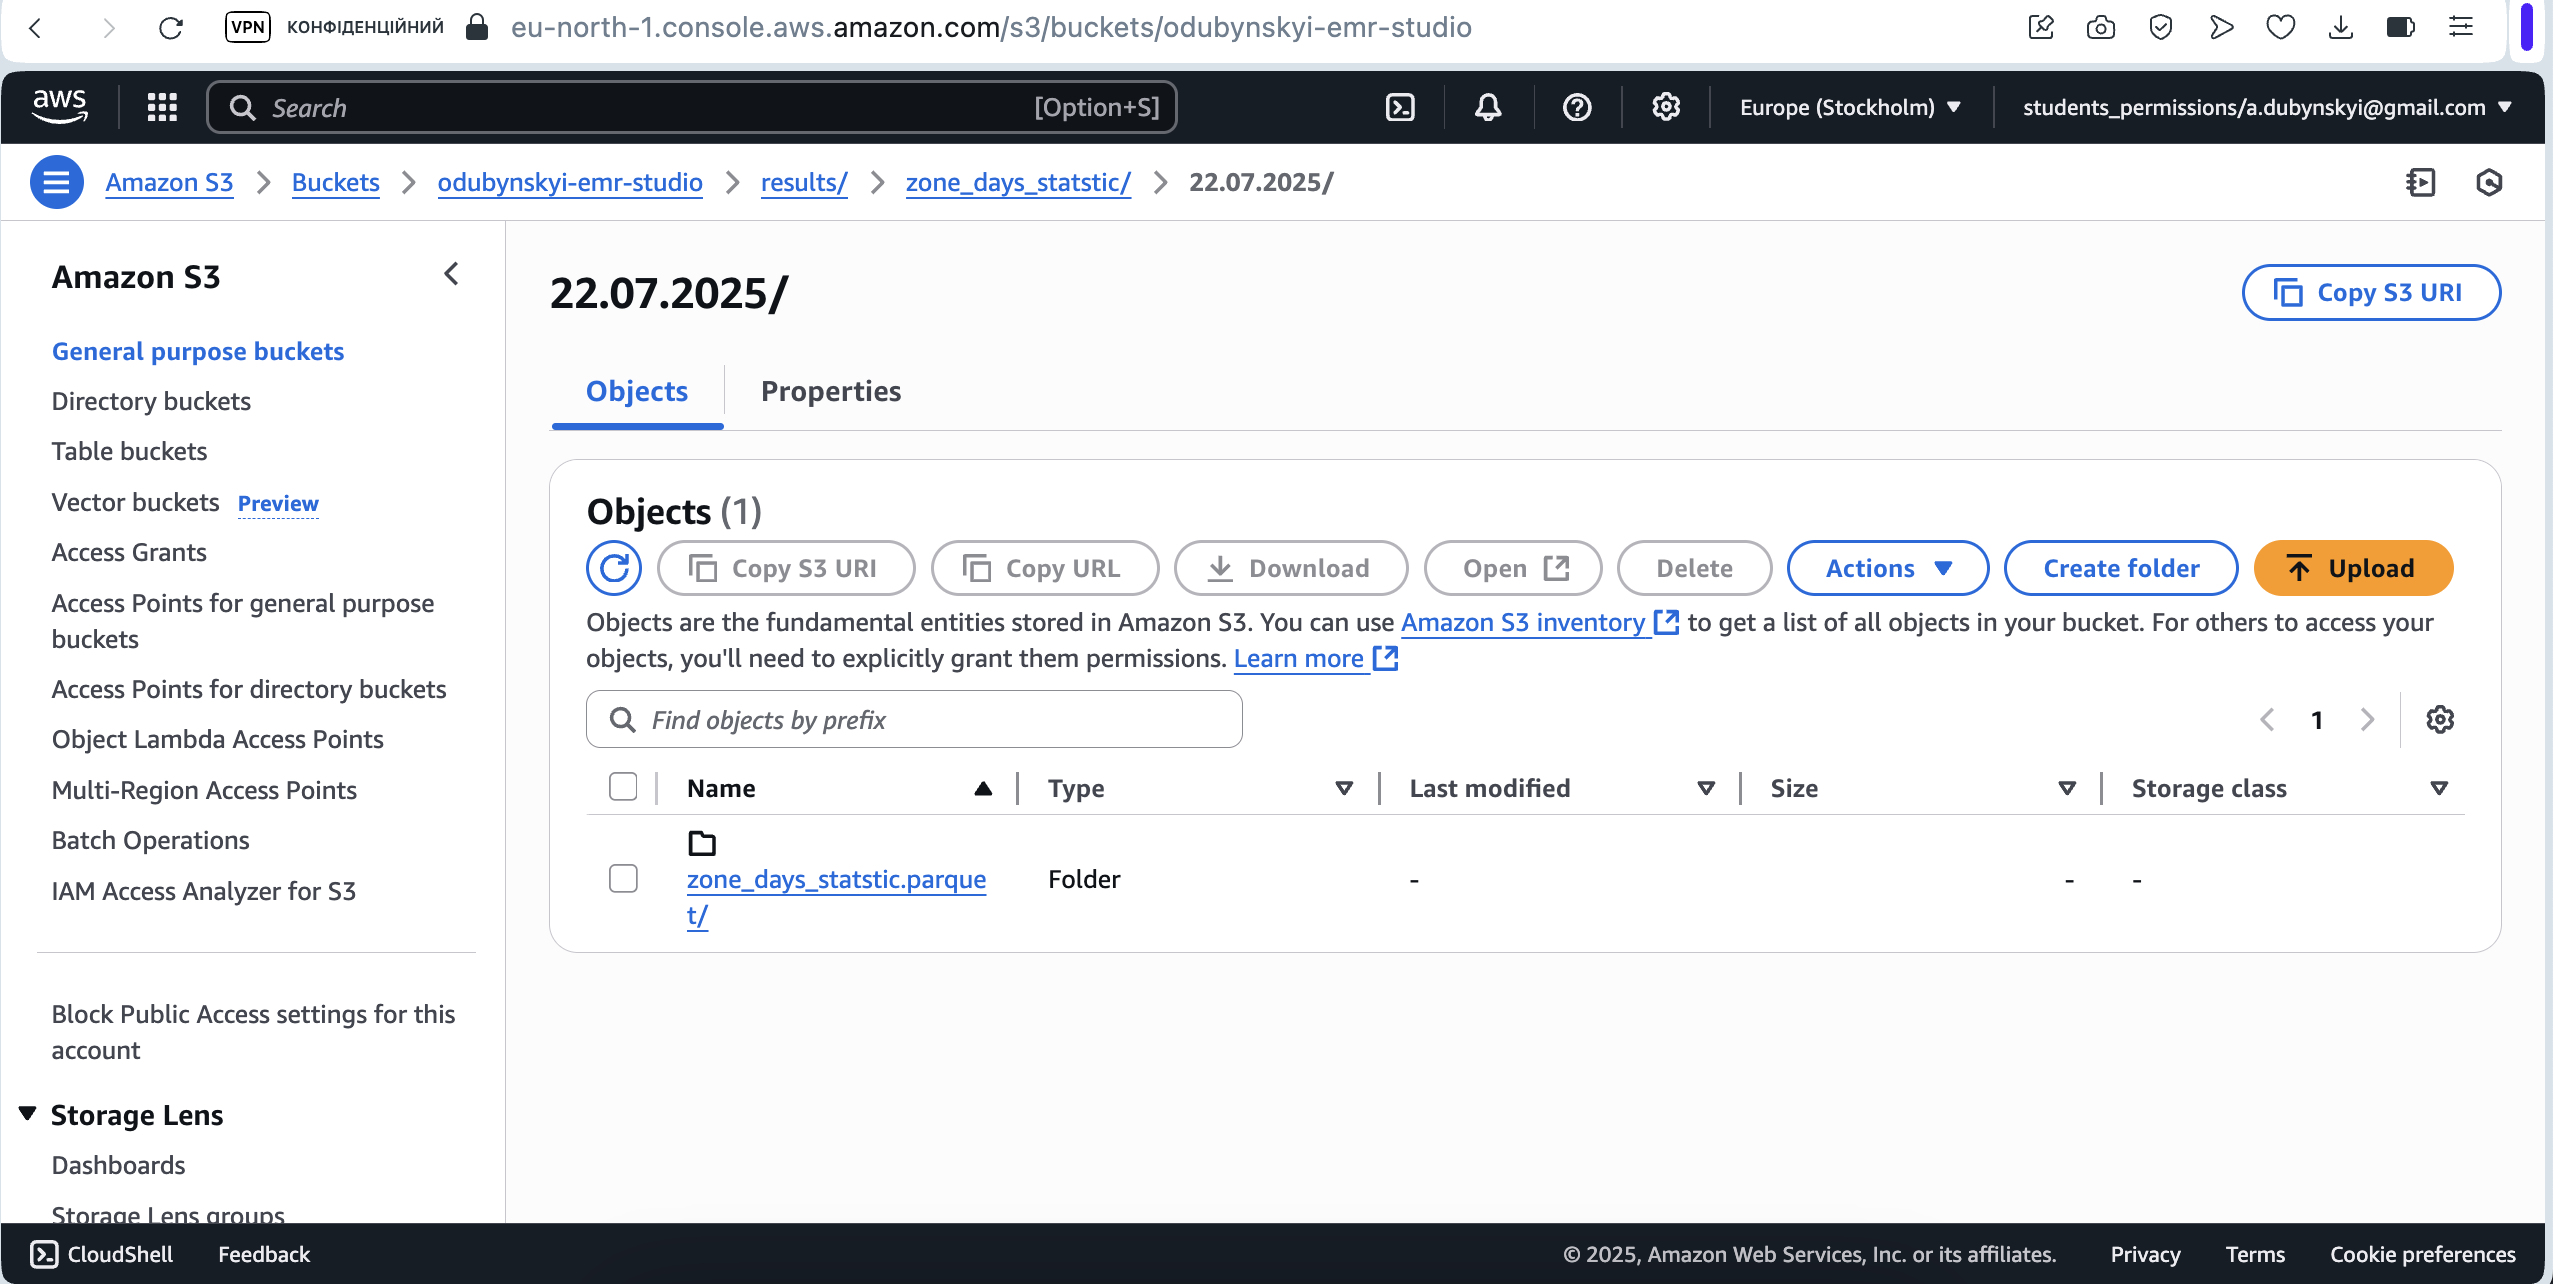 VPN КОНФІДЕНЦІЙНИЙ eu-north-1.console.aws.amazon.com/s3/buckets/odubynskyi-emr-studio
aws Search [Option+S] Europe (Stockholm) students_permissions/a.dubynskyi@gmail.com
Amazon S3 Buckets odubynskyi-emr-studio results/ zone_days_statstic/ 22.07.2025/
Amazon S3
General purpose buckets
Directory buckets
Table buckets
Vector buckets Preview
Access Grants
Access Points for general purpose
buckets
Access Points for directory buckets
Object Lambda Access Points
Multi-Region Access Points
Batch Operations
IAM Access Analyzer for S3
Block Public Access settings for this
account
Storage Lens
Dashboards
Storage Lens groups
22.07.2025/
Copy S3 URI
Objects Properties
Objects (1)
Copy S3 URI Copy URL Download Open Delete Actions Create folder Upload
Objects are the fundamental entities stored in Amazon S3. You can use Amazon S3 inventory to get a list of all objects in your bucket. For others to access your
objects, you'll need to explicitly grant them permissions. Learn more
Find objects by prefix
1
Name Type Last modified Size Storage class
zone_days_statstic.parque Folder - - -
t/
CloudShell Feedback © 2025, Amazon Web Services, Inc. or its affiliates. Privacy Terms Cookie preferences